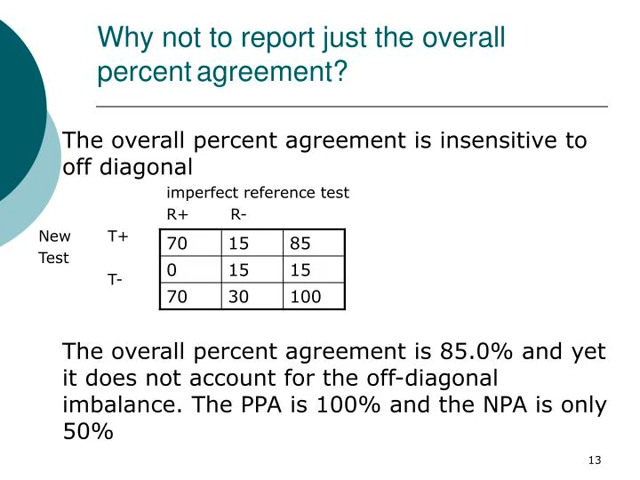 Why not to report just the overall
percent agreement?
The overall percent agreement is insensitive to
off diagonal
imperfect reference test
R+ R-
New T+ 70 15 85
Test 0 15 15
T- 70 30 100
The overall percent agreement is 85.0% and yet
it does not account for the off-diagonal
imbalance. The PPA is 100% and the NPA is only
50%
13